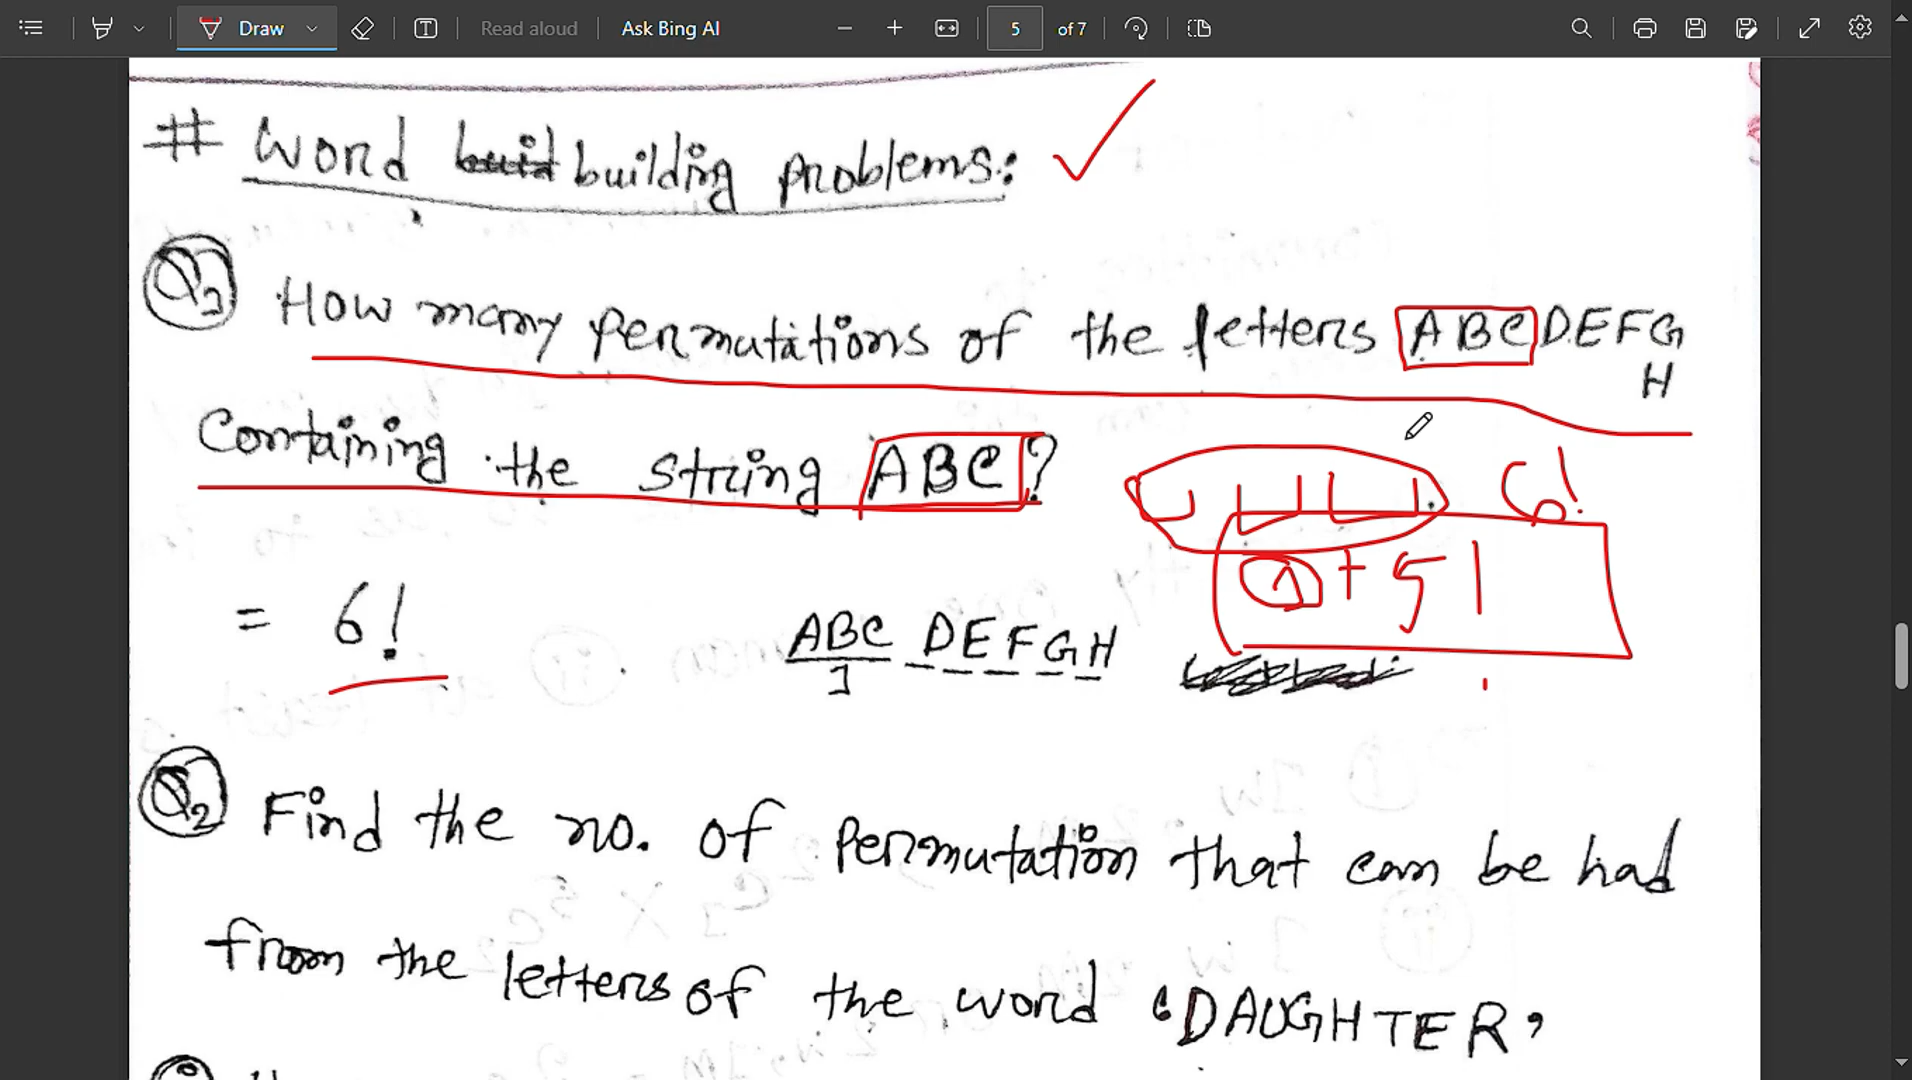 Draw
Read aloud
Ask Bing AI
5 of 7
# Word building problems:
Q1 How many permutations of the letters ABCDEFG
H
Containing the string ABC?
6!
1 + 5
= 6!
ABC DEFGH
1
Q2 Find the no. of Permutation that can be had
from the letters of the word 'DAUGHTER'